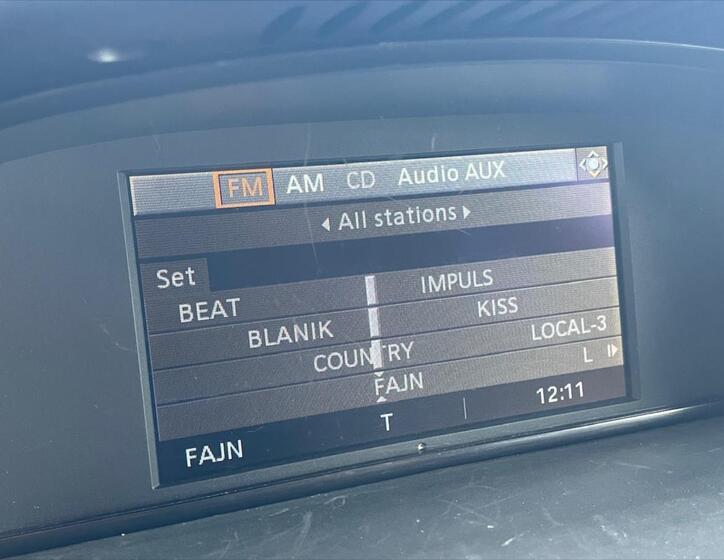 FM AM CD Audio AUX
All stations
Set
BEAT IMPULS
BLANIK KISS
COUNTRY LOCAL-3
FAJN L
FAJN T 12:11